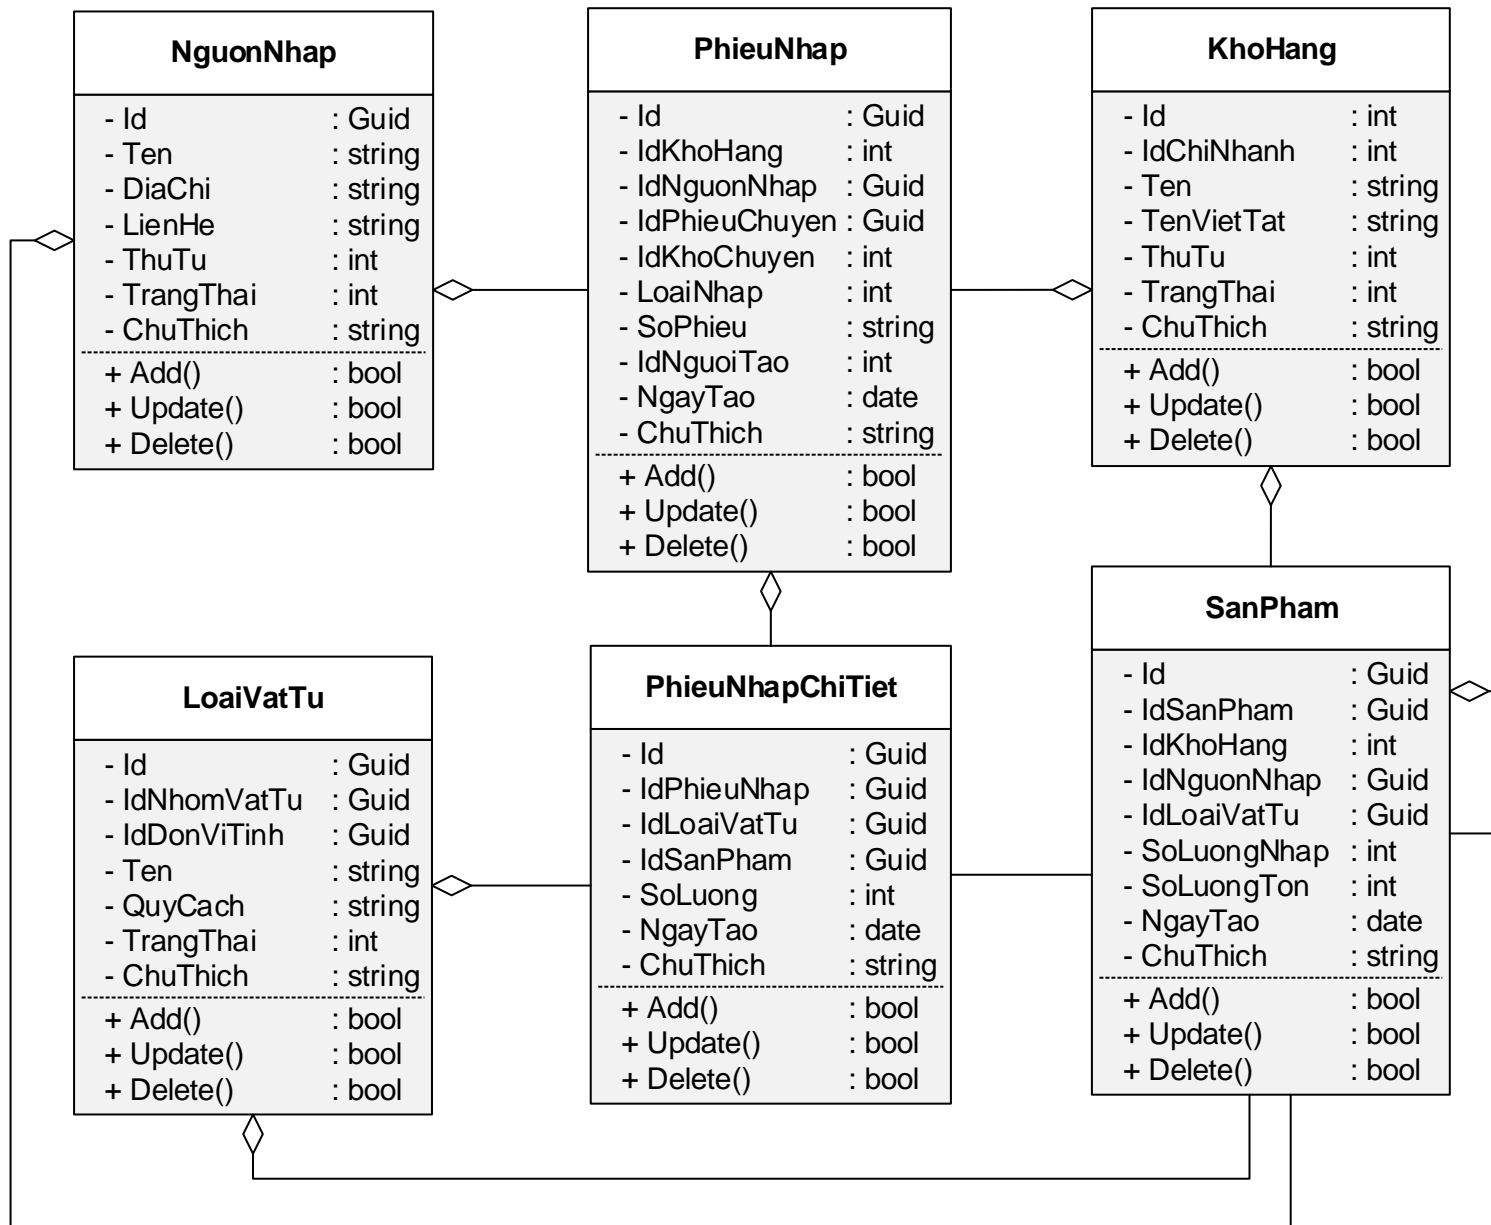 NguonNhap
- Id : Guid
- Ten : string
- DiaChi : string
- LienHe : string
- ThuTu : int
- TrangThai : int
- ChuThich : string
+ Add() : bool
+ Update() : bool
+ Delete() : bool
PhieuNhap
- Id : Guid
- IdKhoHang : int
- IdNguonNhap : Guid
- IdPhieuChuyen : Guid
- IdKhoChuyen : int
- LoaiNhap : int
- SoPhieu : string
- IdNguoiTao : int
- NgayTao : date
- ChuThich : string
+ Add() : bool
+ Update() : bool
+ Delete() : bool
KhoHang
- Id : int
- IdChiNhanh : int
- Ten : string
- TenVietTat : string
- ThuTu : int
- TrangThai : int
- ChuThich : string
+ Add() : bool
+ Update() : bool
+ Delete() : bool
LoaiVatTu
- Id : Guid
- IdNhomVatTu : Guid
- IdDonViTinh : Guid
- Ten : string
- QuyCach : string
- TrangThai : int
- ChuThich : string
+ Add() : bool
+ Update() : bool
+ Delete() : bool
PhieuNhapChiTiet
- Id : Guid
- IdPhieuNhap : Guid
- IdLoaiVatTu : Guid
- IdSanPham : Guid
- SoLuong : int
- NgayTao : date
- ChuThich : string
+ Add() : bool
+ Update() : bool
+ Delete() : bool
SanPham
- Id : Guid
- IdSanPham : Guid
- IdKhoHang : int
- IdNguonNhap : Guid
- IdLoaiVatTu : Guid
- SoLuongNhap : int
- SoLuongTon : int
- NgayTao : date
- ChuThich : string
+ Add() : bool
+ Update() : bool
+ Delete() : bool